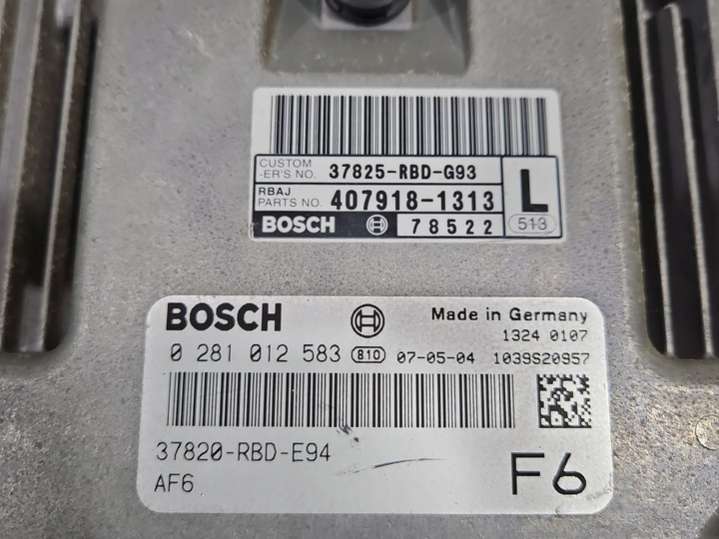 CUSTOM
-ER'S NO. 37825-RBD-G93
RBAJ
PARTS NO. 407918-1313
L
BOSCH 78522 513
BOSCH
Made in Germany
1324 0107
0 281 012 583 810 07-05-04 1039S20957
37820-RBD-E94
AF6
F6